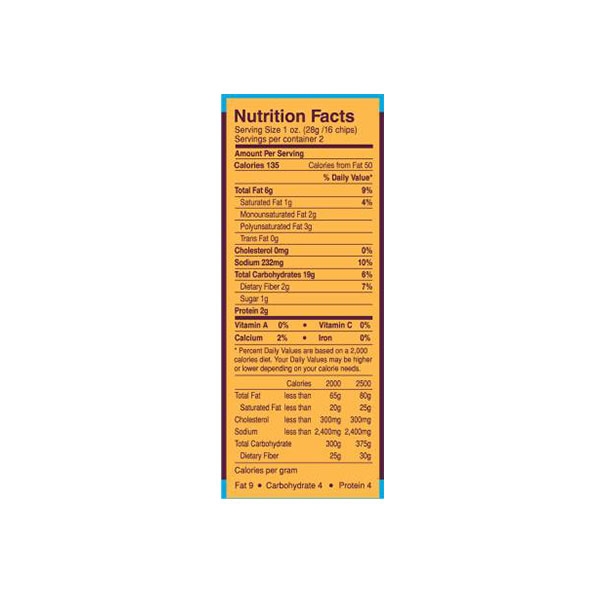 Nutrition Facts
Serving Size 1 oz. (28g /16 chips)
Servings per container 2
Amount Per Serving
Calories 135 Calories from Fat 50
% Daily Value*
Total Fat 6g 9%
Saturated Fat 1g 4%
Monounsaturated Fat 2g
Polyunsaturated Fat 3g
Trans Fat 0g
Cholesterol 0mg 0%
Sodium 232mg 10%
Total Carbohydrates 19g 6%
Dietary Fiber 2g 7%
Sugar 1g
Protein 2g
Vitamin A 0% • Vitamin C 0%
Calcium 2% • Iron 0%
* Percent Daily Values are based on a 2,000
calories diet. Your Daily Values may be higher
or lower depending on your calorie needs.
Calories 2000 2500
Total Fat less than 65g 80g
Saturated Fat less than 20g 25g
Cholesterol less than 300mg 300mg
Sodium less than 2,400mg 2,400mg
Total Carbohydrate 300g 375g
Dietary Fiber 25g 30g
Calories per gram
Fat 9 • Carbohydrate 4 • Protein 4